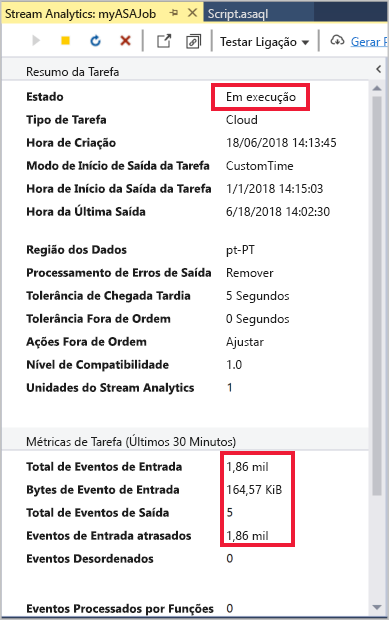 Stream Analytics: myASAJob Script.asaql
Testar Ligação Gerar P
Resumo da Tarefa
Estado Em execução
Tipo de Tarefa Cloud
Hora de Criação 18/06/2018 14:13:45
Modo de Início de Saída da Tarefa CustomTime
Hora de Início da Saída da Tarefa 1/1/2018 14:15:03
Hora da Última Saída 6/18/2018 14:02:30
Região dos Dados pt-PT
Processamento de Erros de Saída Remover
Tolerância de Chegada Tardia 5 Segundos
Tolerância Fora de Ordem 0 Segundos
Ações Fora de Ordem Ajustar
Nível de Compatibilidade 1.0
Unidades do Stream Analytics 1
Métricas de Tarefa (Últimos 30 Minutos)
Total de Eventos de Entrada 1,86 mil
Bytes de Evento de Entrada 164,57 KiB
Total de Eventos de Saída 5
Eventos de Entrada atrasados 1,86 mil
Eventos Desordenados 0
Eventos Processados por Funções 0